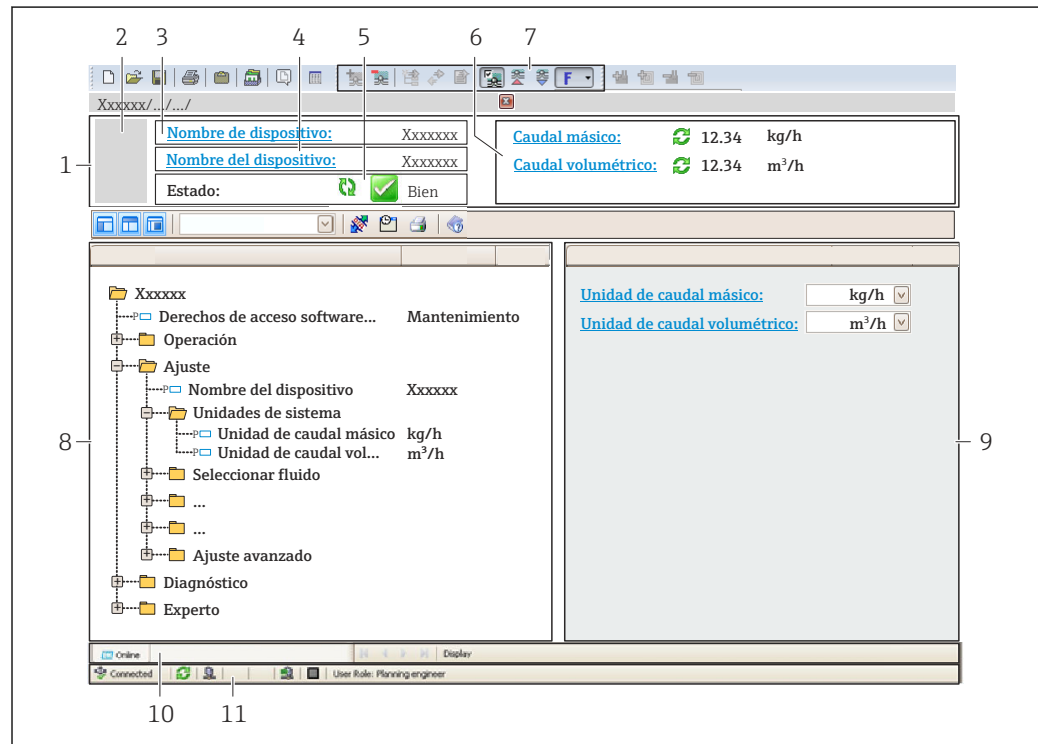 2 3 4 5 6 7
F
Xxxxxx/.../.../
1
Nombre de dispositivo: Xxxxxxx
Nombre del dispositivo: Xxxxxxx
Estado: Bien
Caudal másico: 12.34 kg/h
Caudal volumétrico: 12.34 m³/h
Xxxxxx
Derechos de acceso software... Mantenimiento
Operación
Ajuste
Nombre del dispositivo Xxxxxx
Unidades de sistema
Unidad de caudal másico kg/h
Unidad de caudal vol... m³/h
Seleccionar fluido
...
...
Ajuste avanzado
Diagnóstico
Experto
8
Unidad de caudal másico: kg/h
Unidad de caudal volumétrico: m³/h
9
Online Display
Connected User Role: Planning engineer
10 11